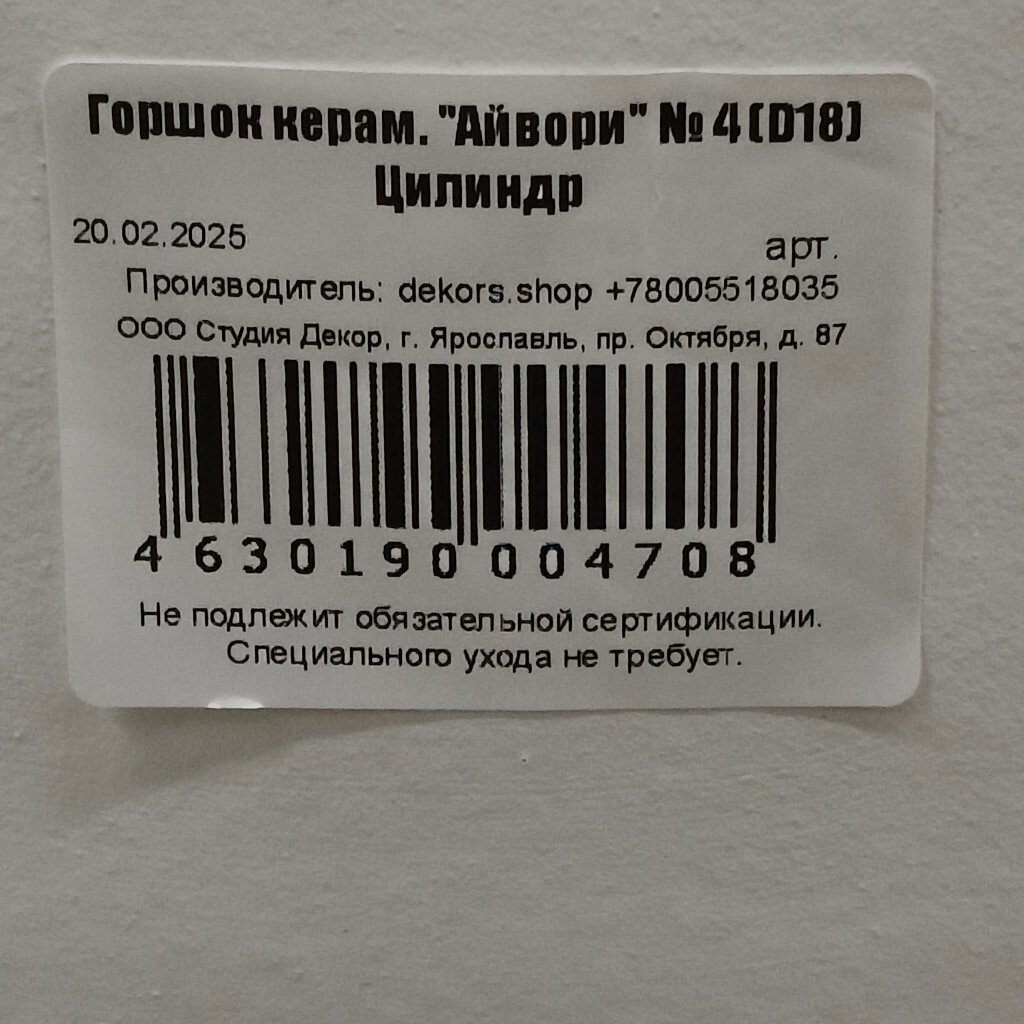 Горшок керам. "Айвори" № 4 (D18)
Цилиндр
20.02.2025 арт.
Производитель: dekors.shop +78005518035
ООО Студия Декор, г. Ярославль, пр. Октября, д. 87
4 630190 004708
Не подлежит обязательной сертификации.
Специального ухода не требует.